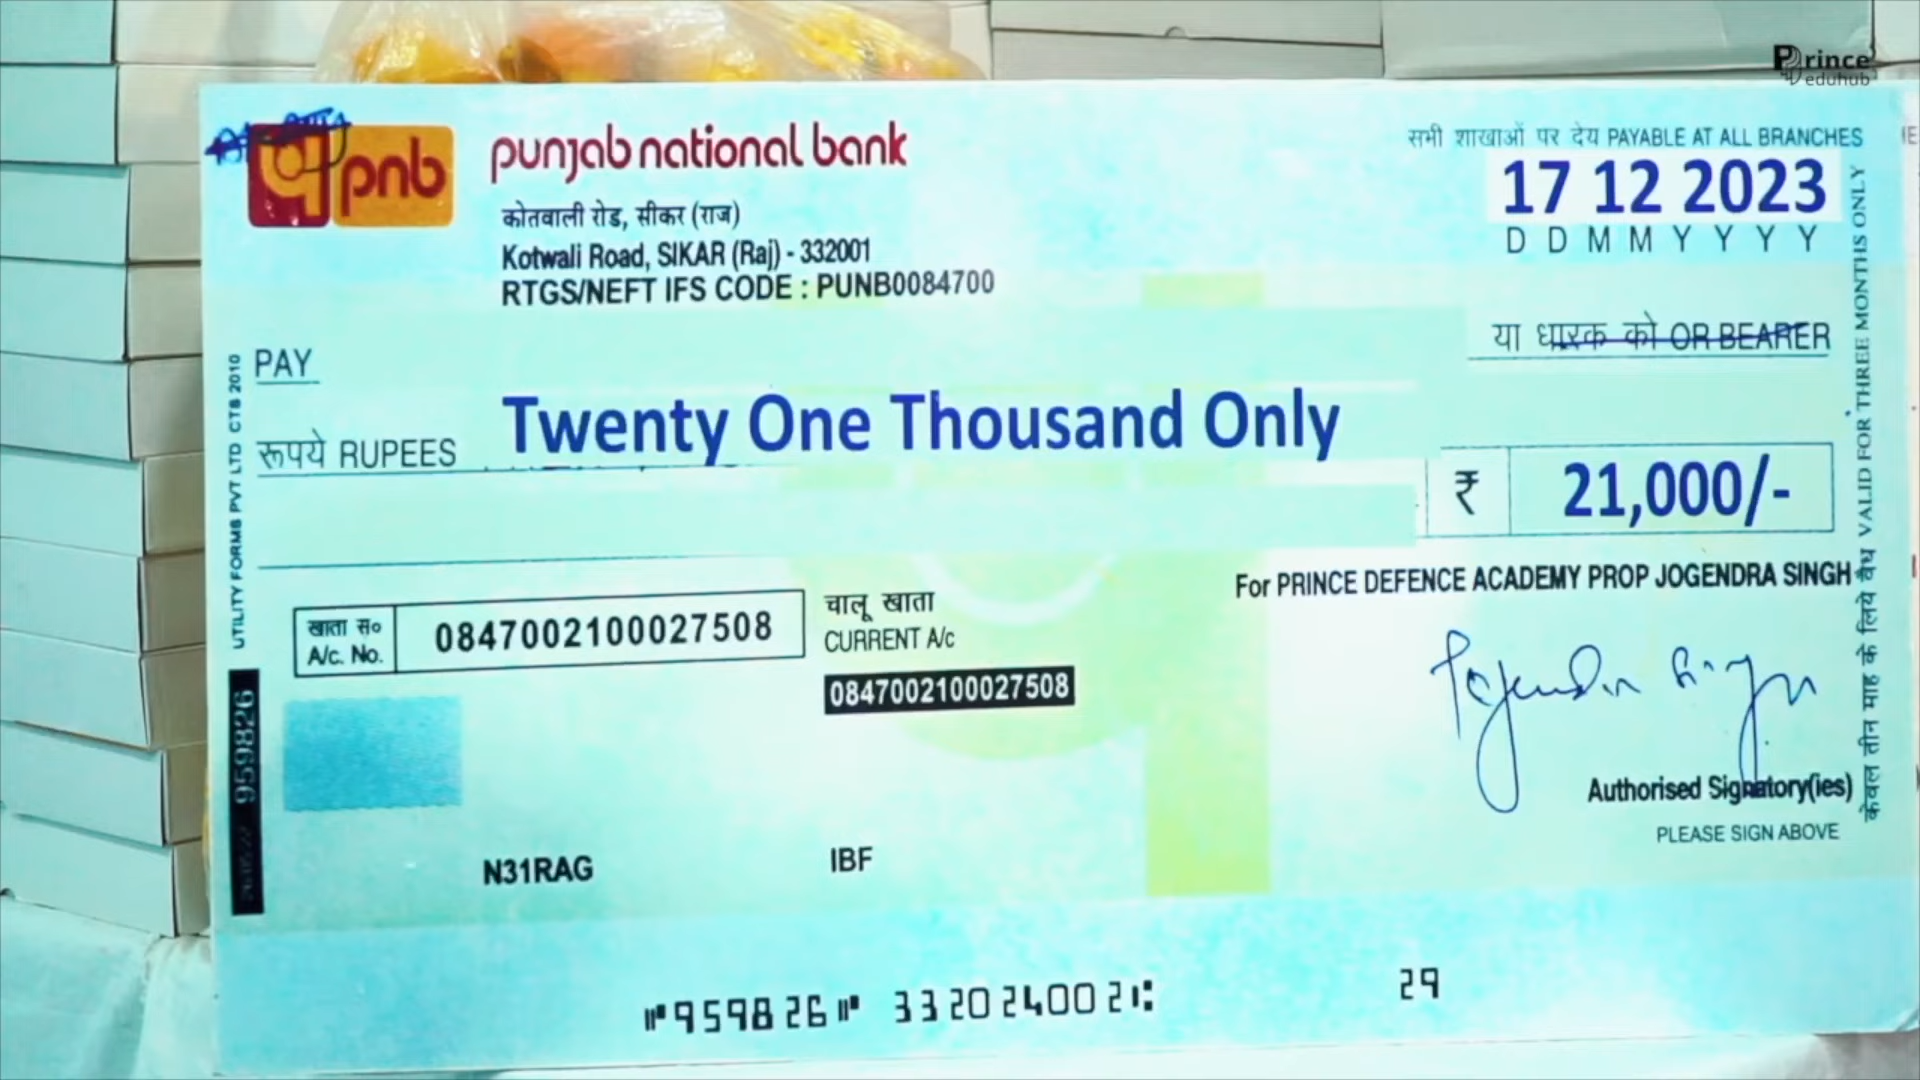 Prince
eduhub
पnb
punjab national bank
कोतवाली रोड, सीकर (राज)
Kotwali Road, SIKAR (Raj) - 332001
RTGS/NEFT IFS CODE : PUNB0084700
सभी शाखाओं पर देय PAYABLE AT ALL BRANCHES
17 12 2023
D D M M Y Y Y Y
PAY
या धारक को OR BEARER
रूपये RUPEES Twenty One Thousand Only
₹ 21,000/-
For PRINCE DEFENCE ACADEMY PROP JOGENDRA SINGH
खाता स० A/c. No. 0847002100027508
चालू खाता
CURRENT A/c
0847002100027508
Authorised Signatory(ies)
PLEASE SIGN ABOVE
N31RAG IBF
⑈959826⑈ 332024002⑆ 29
UTILITY FORMS PVT LTD CTS 2010
959826
केवल तीन माह के लिये वैध VALID FOR THREE MONTHS ONLY